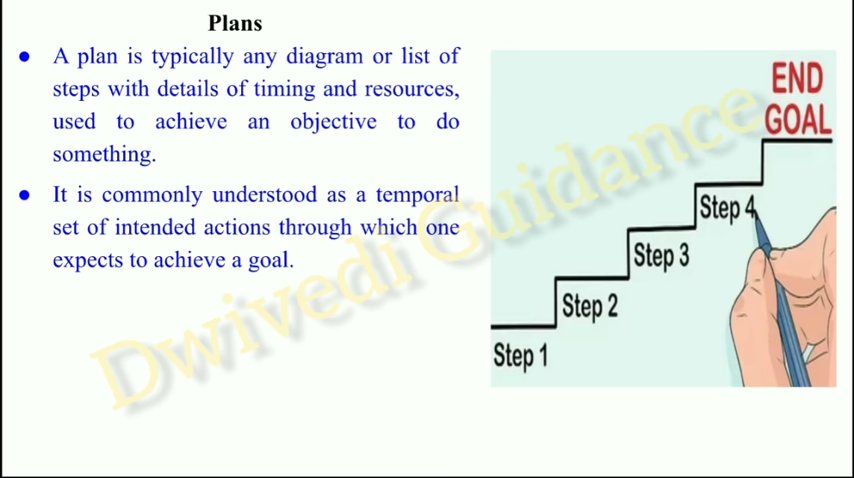 Plans
● A plan is typically any diagram or list of
steps with details of timing and resources,
used to achieve an objective to do
something.
● It is commonly understood as a temporal
set of intended actions through which one
expects to achieve a goal.
END
GOAL
Step 4
Step 3
Step 2
Step 1
Dwivedi Guidance